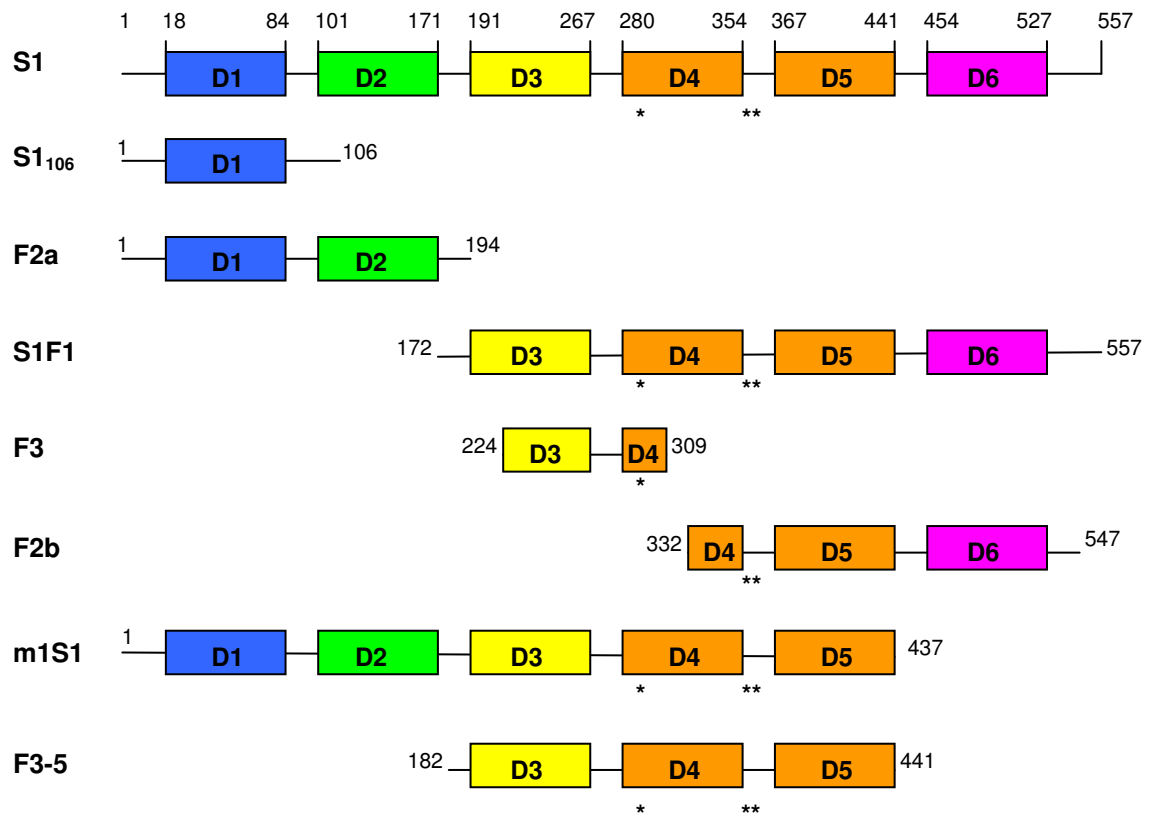 1 18 84 101 171 191 267 280 354 367 441 454 527 557
S1 D1 D2 D3 D4 D5 D6
* **
S1₁₀₆ 1 D1 106
F2a 1 D1 D2 194
S1F1 172 D3 D4 D5 D6 557
* **
F3 224 D3 D4 309
*
F2b 332 D4 D5 D6 547
**
m1S1 1 D1 D2 D3 D4 D5 437
* **
F3-5 182 D3 D4 D5 441
* **